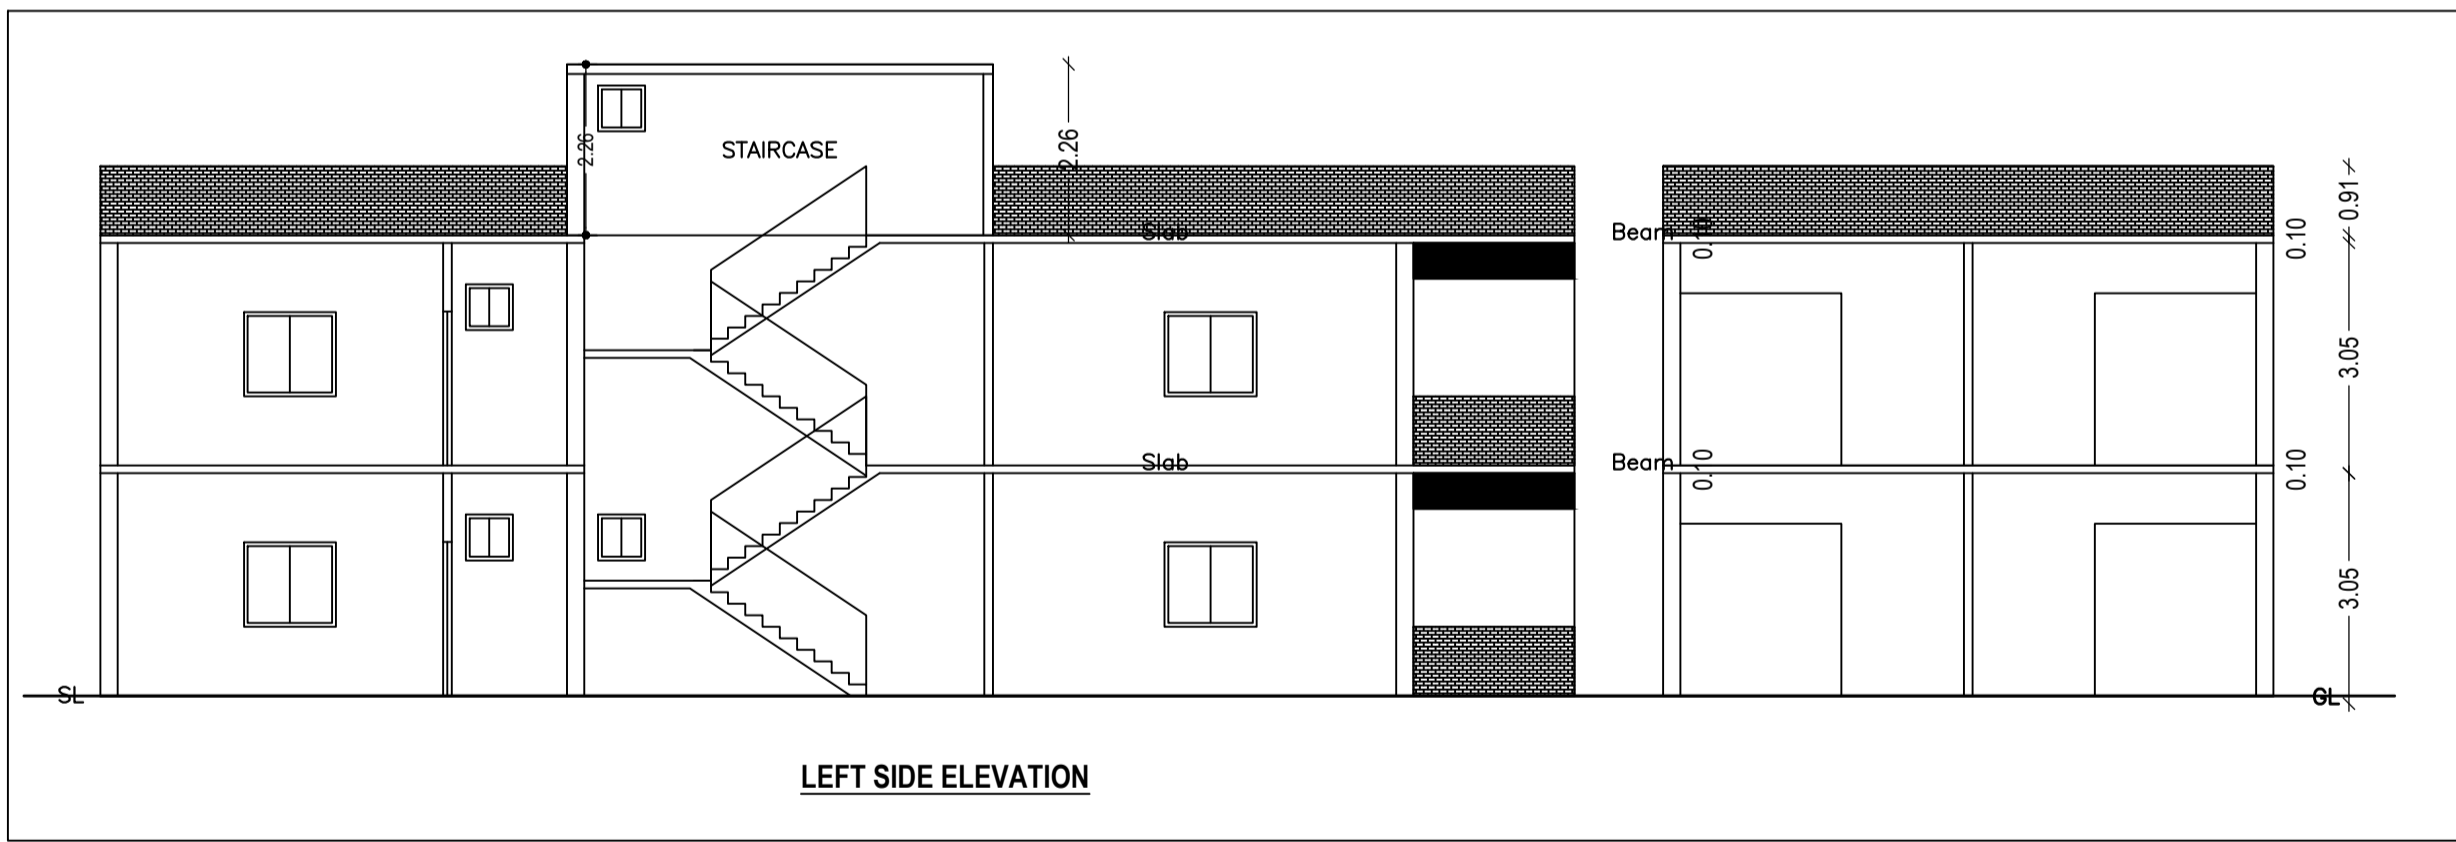 2.26
STAIRCASE
2.26
0.91
Slab
Beam
0.10
0.10
3.05
Slab
Beam
0.10
0.10
3.05
SL
GL
LEFT SIDE ELEVATION